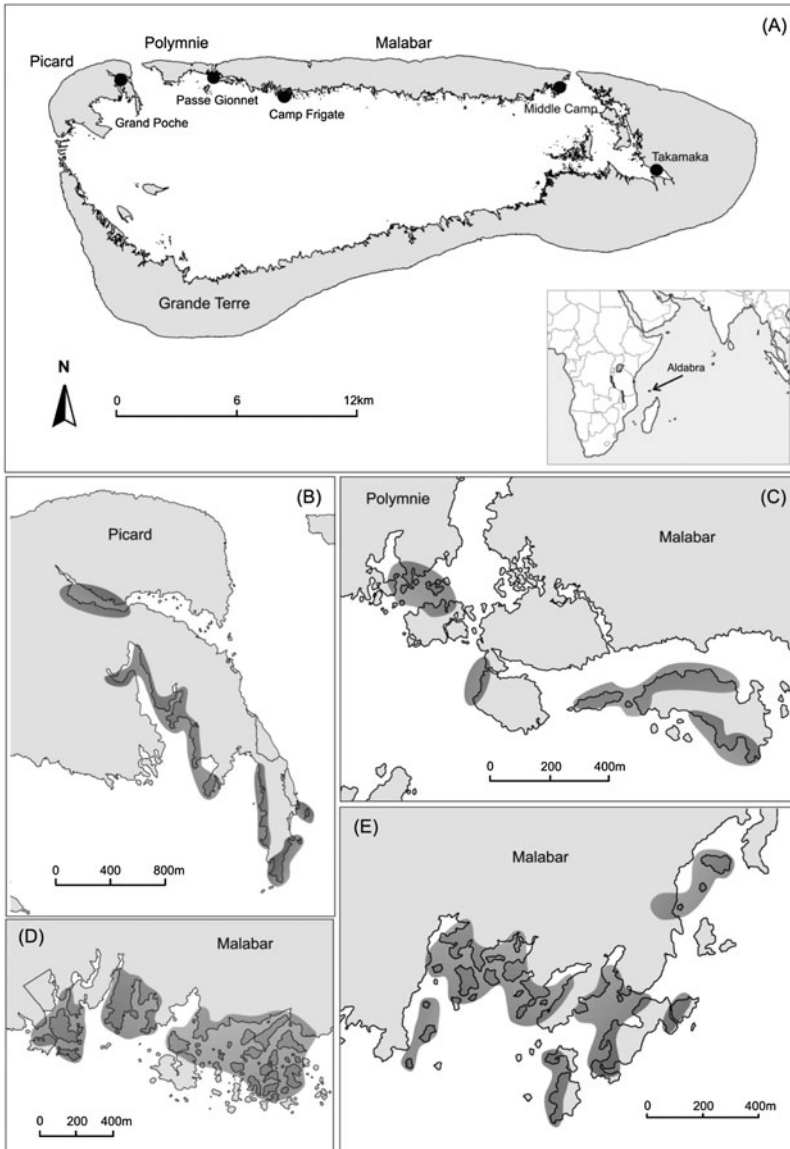 (A)
Polymnie
Malabar
Picard
Passe Gionnet
Grand Poche
Camp Frigate
Middle Camp
Takamaka
Grande Terre
Aldabra
N
0 6 12km
(B)
Picard
0 400 800m
(C)
Polymnie
Malabar
0 200 400m
(D)
Malabar
0 200 400m
(E)
Malabar
0 200 400m